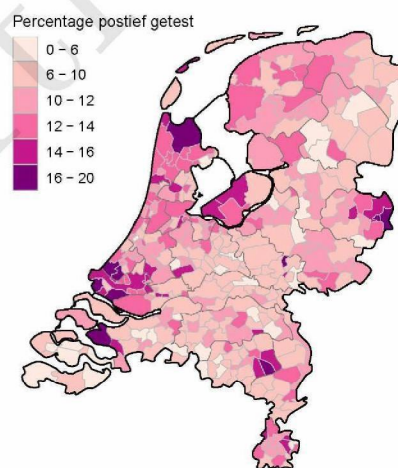 Percentage postief getest
0 – 6
6 – 10
10 – 12
12 – 14
14 – 16
16 – 20